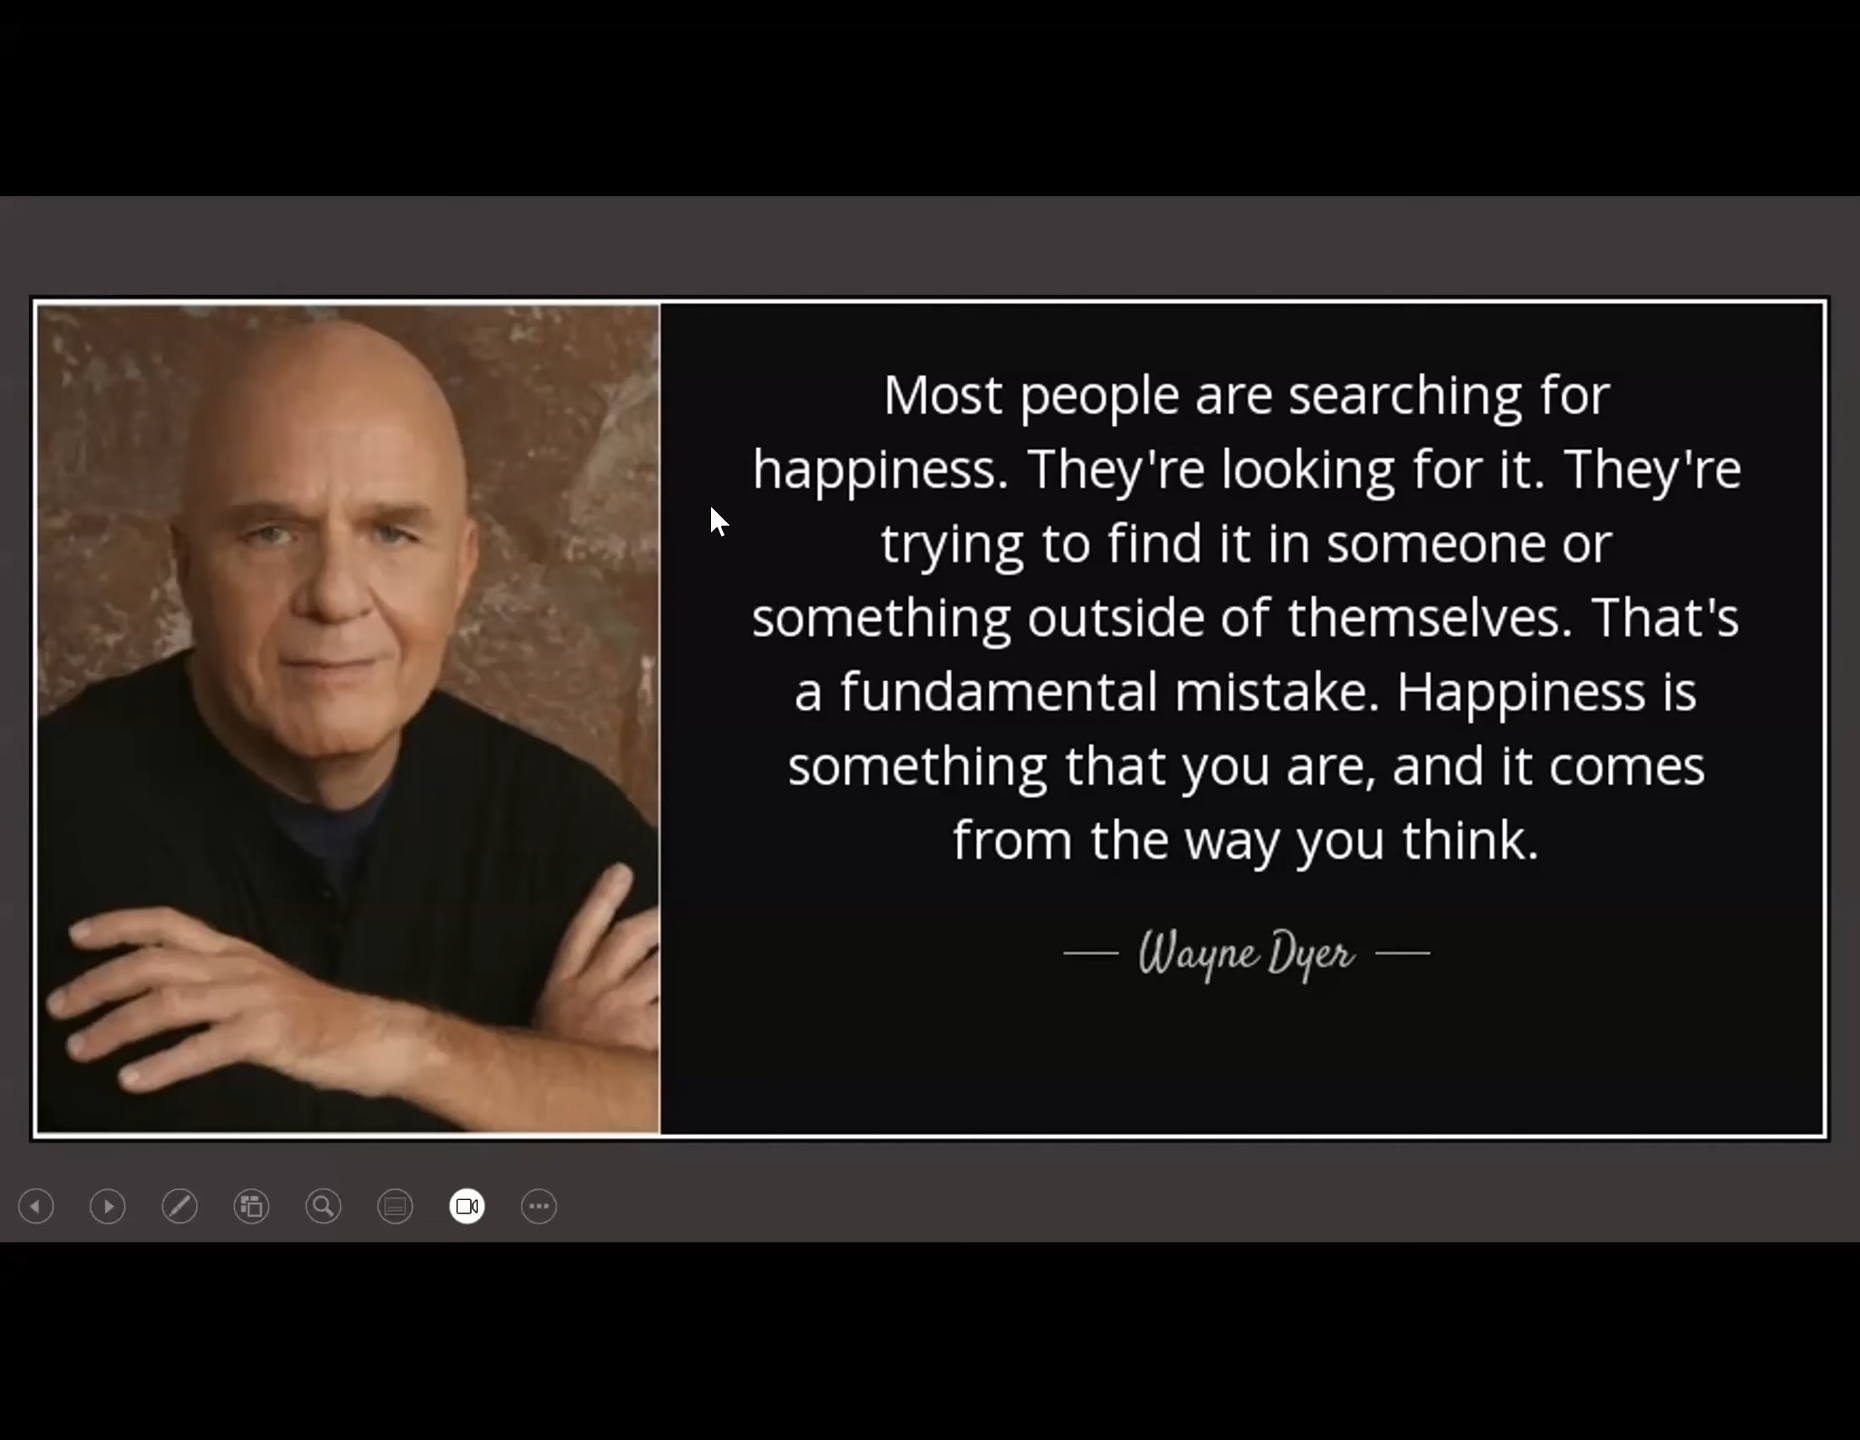 Most people are searching for
happiness. They're looking for it. They're
trying to find it in someone or
something outside of themselves. That's
a fundamental mistake. Happiness is
something that you are, and it comes
from the way you think.
Wayne Dyer